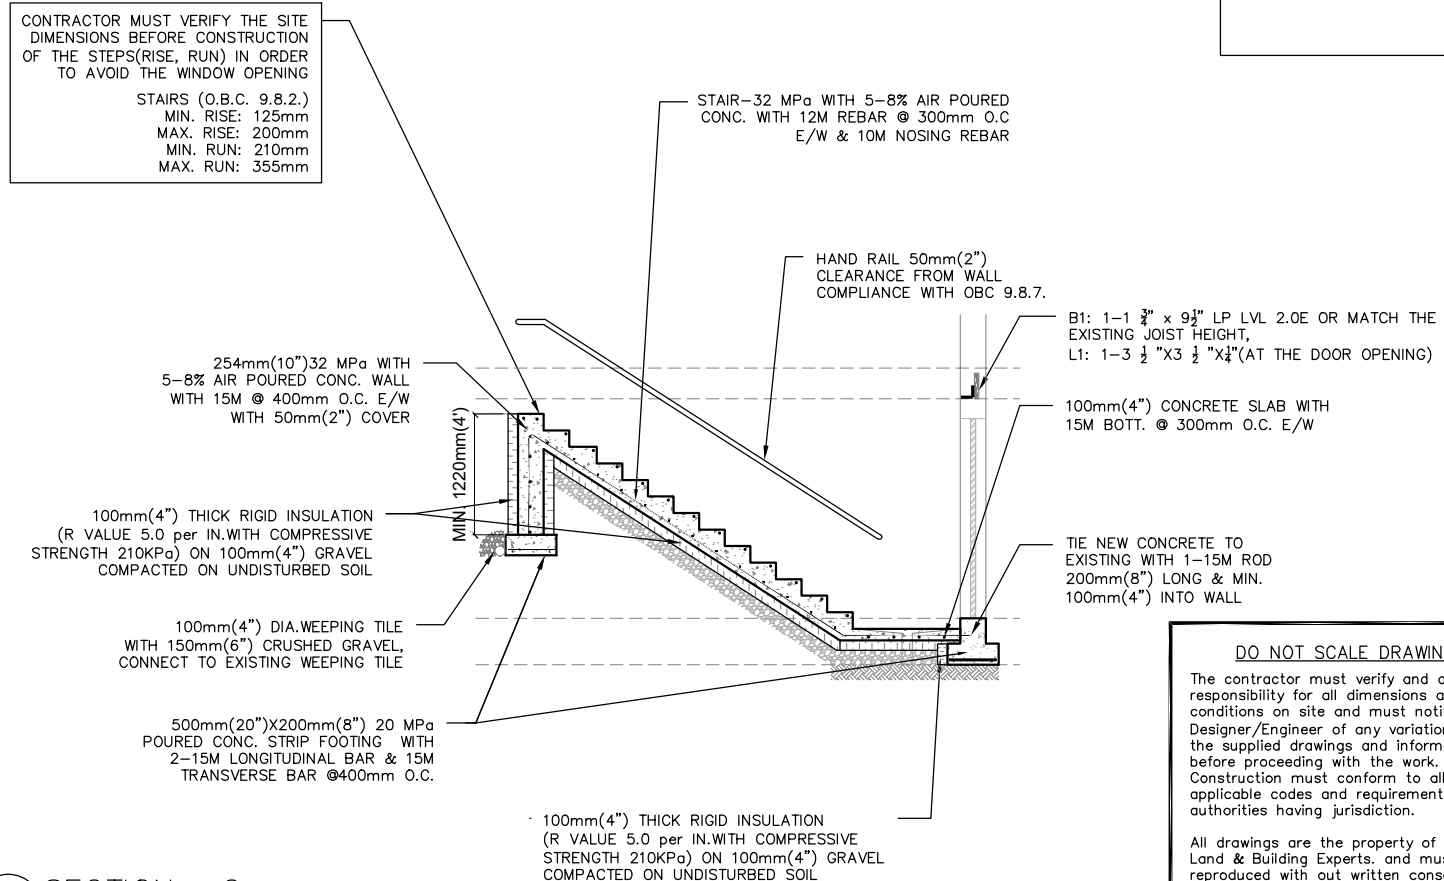 CONTRACTOR MUST VERIFY THE SITE
DIMENSIONS BEFORE CONSTRUCTION
OF THE STEPS(RISE, RUN) IN ORDER
TO AVOID THE WINDOW OPENING
STAIRS (O.B.C. 9.8.2.)
MIN. RISE: 125mm
MAX. RISE: 200mm
MIN. RUN: 210mm
MAX. RUN: 355mm
STAIR-32 MPa WITH 5-8% AIR POURED
CONC. WITH 12M REBAR @ 300mm O.C
E/W & 10M NOSING REBAR
HAND RAIL 50mm(2")
CLEARANCE FROM WALL
COMPLIANCE WITH OBC 9.8.7.
B1: 1-1 3/4" x 9 1/2" LP LVL 2.0E OR MATCH THE
EXISTING JOIST HEIGHT,
L1: 1-3 1/2 "X3 1/2 "X1/4"(AT THE DOOR OPENING)
254mm(10")32 MPa WITH
5-8% AIR POURED CONC. WALL
WITH 15M @ 400mm O.C. E/W
WITH 50mm(2") COVER
100mm(4") CONCRETE SLAB WITH
15M BOTT. @ 300mm O.C. E/W
MIN. 1220mm(4')
100mm(4") THICK RIGID INSULATION
(R VALUE 5.0 per IN.WITH COMPRESSIVE
STRENGTH 210KPa) ON 100mm(4") GRAVEL
COMPACTED ON UNDISTURBED SOIL
TIE NEW CONCRETE TO
EXISTING WITH 1-15M ROD
200mm(8") LONG & MIN.
100mm(4") INTO WALL
100mm(4") DIA.WEEPING TILE
WITH 150mm(6") CRUSHED GRAVEL,
CONNECT TO EXISTING WEEPING TILE
500mm(20")X200mm(8") 20 MPa
POURED CONC. STRIP FOOTING WITH
2-15M LONGITUDINAL BAR & 15M
TRANSVERSE BAR @400mm O.C.
100mm(4") THICK RIGID INSULATION
(R VALUE 5.0 per IN.WITH COMPRESSIVE
STRENGTH 210KPa) ON 100mm(4") GRAVEL
COMPACTED ON UNDISTURBED SOIL
DO NOT SCALE DRAWIN
The contractor must verify and a
responsibility for all dimensions a
conditions on site and must noti
Designer/Engineer of any variation
the supplied drawings and inform
before proceeding with the work.
Construction must conform to all
applicable codes and requirement
authorities having jurisdiction.
All drawings are the property of
Land & Building Experts. and mus
reproduced with out written conse